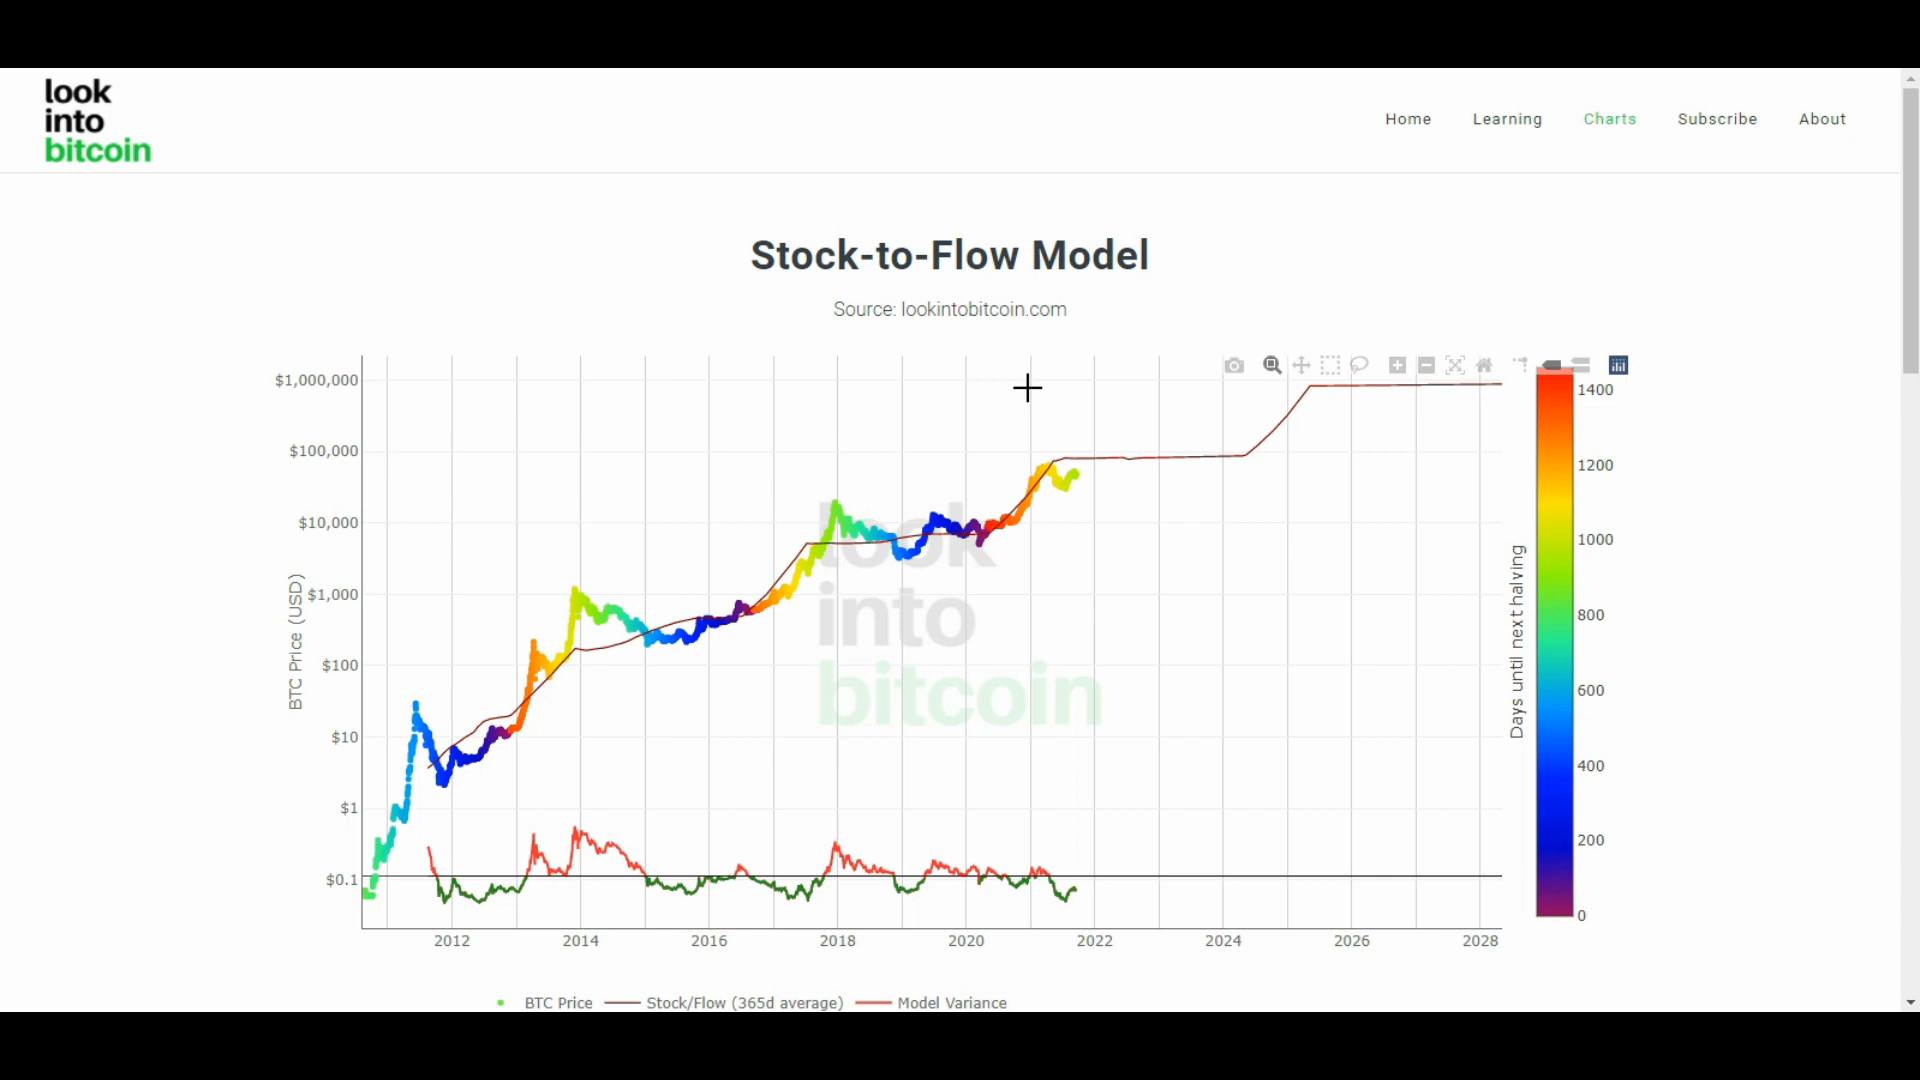 look
into
bitcoin
Home Learning Charts Subscribe About
Stock-to-Flow Model
Source: lookintobitcoin.com
BTC Price (USD)
$1,000,000
$100,000
$10,000
$1,000
$100
$10
$1
$0.1
look
into
bitcoin
2012 2014 2016 2018 2020 2022 2024 2026 2028
Days until next halving
1400
1200
1000
800
600
400
200
0
BTC Price Stock/Flow (365d average) Model Variance